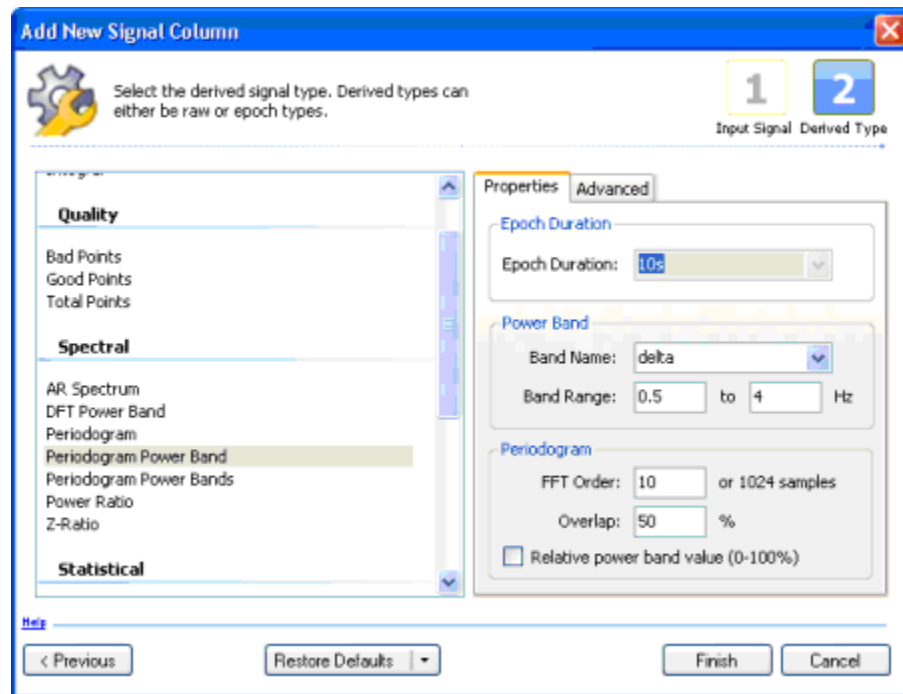 Add New Signal Column
Select the derived signal type. Derived types can
either be raw or epoch types.
1
Input Signal
2
Derived Type
Quality
Bad Points
Good Points
Total Points
Spectral
AR Spectrum
DFT Power Band
Periodogram
Periodogram Power Band
Periodogram Power Bands
Power Ratio
Z-Ratio
Statistical
Properties
Advanced
Epoch Duration
Epoch Duration: 10s
Power Band
Band Name: delta
Band Range: 0.5 to 4 Hz
Periodogram
FFT Order: 10 or 1024 samples
Overlap: 50 %
Relative power band value (0-100%)
Help
< Previous
Restore Defaults
Finish
Cancel